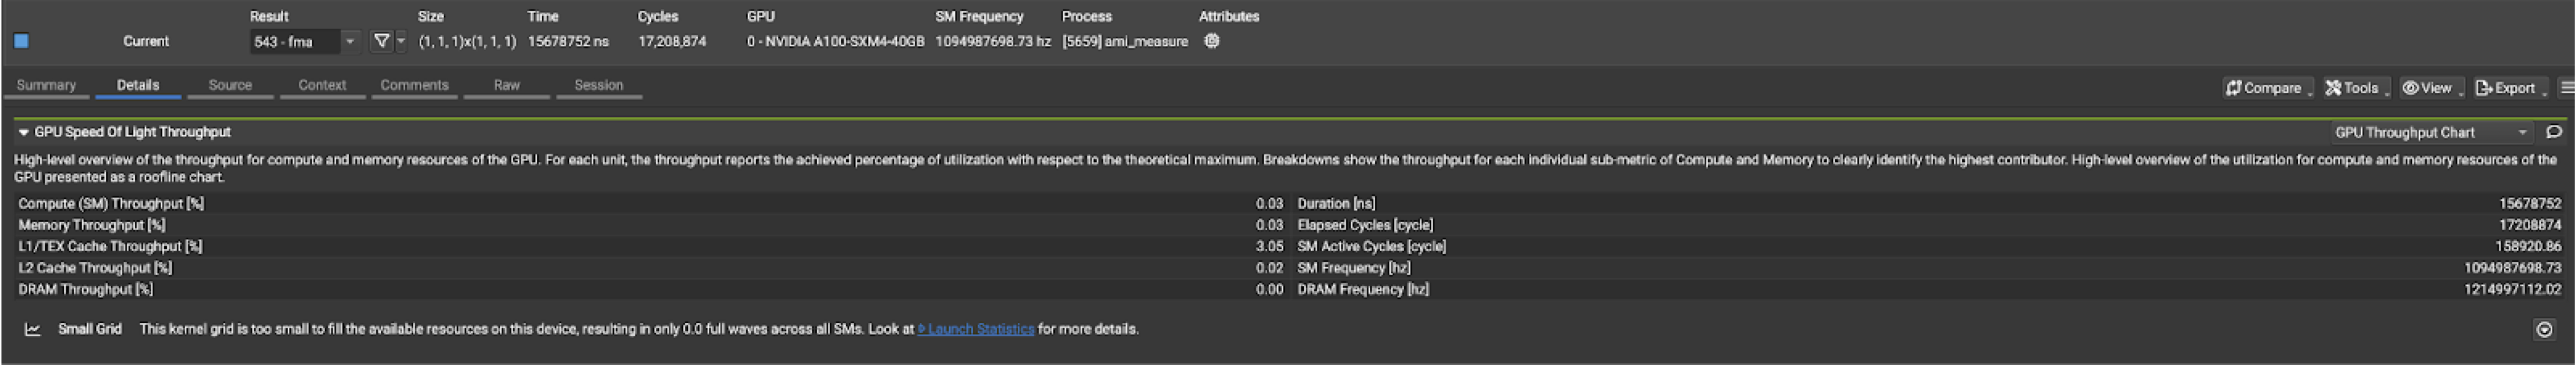 Result Size Time Cycles GPU SM Frequency Process Attributes
Current 543 - fma (1, 1, 1)x(1, 1, 1) 15678752 ns 17,208,874 0 - NVIDIA A100-SXM4-40GB 1094987698.73 hz [5659] ami_measure
Summary Details Source Context Comments Raw Session Compare Tools View Export
GPU Speed Of Light Throughput GPU Throughput Chart
High-level overview of the throughput for compute and memory resources of the GPU. For each unit, the throughput reports the achieved percentage of utilization with respect to the theoretical maximum. Breakdowns show the throughput for each individual sub-metric of Compute and Memory to clearly identify the highest contributor. High-level overview of the utilization for compute and memory resources of the
GPU presented as a roofline chart.
Compute (SM) Throughput [%] 0.03 Duration [ns] 15678752
Memory Throughput [%] 0.03 Elapsed Cycles [cycle] 17208874
L1/TEX Cache Throughput [%] 3.05 SM Active Cycles [cycle] 158920.86
L2 Cache Throughput [%] 0.02 SM Frequency [hz] 1094987698.73
DRAM Throughput [%] 0.00 DRAM Frequency [hz] 1214997112.02
Small Grid This kernel grid is too small to fill the available resources on this device, resulting in only 0.0 full waves across all SMs. Look at Launch Statistics for more details.